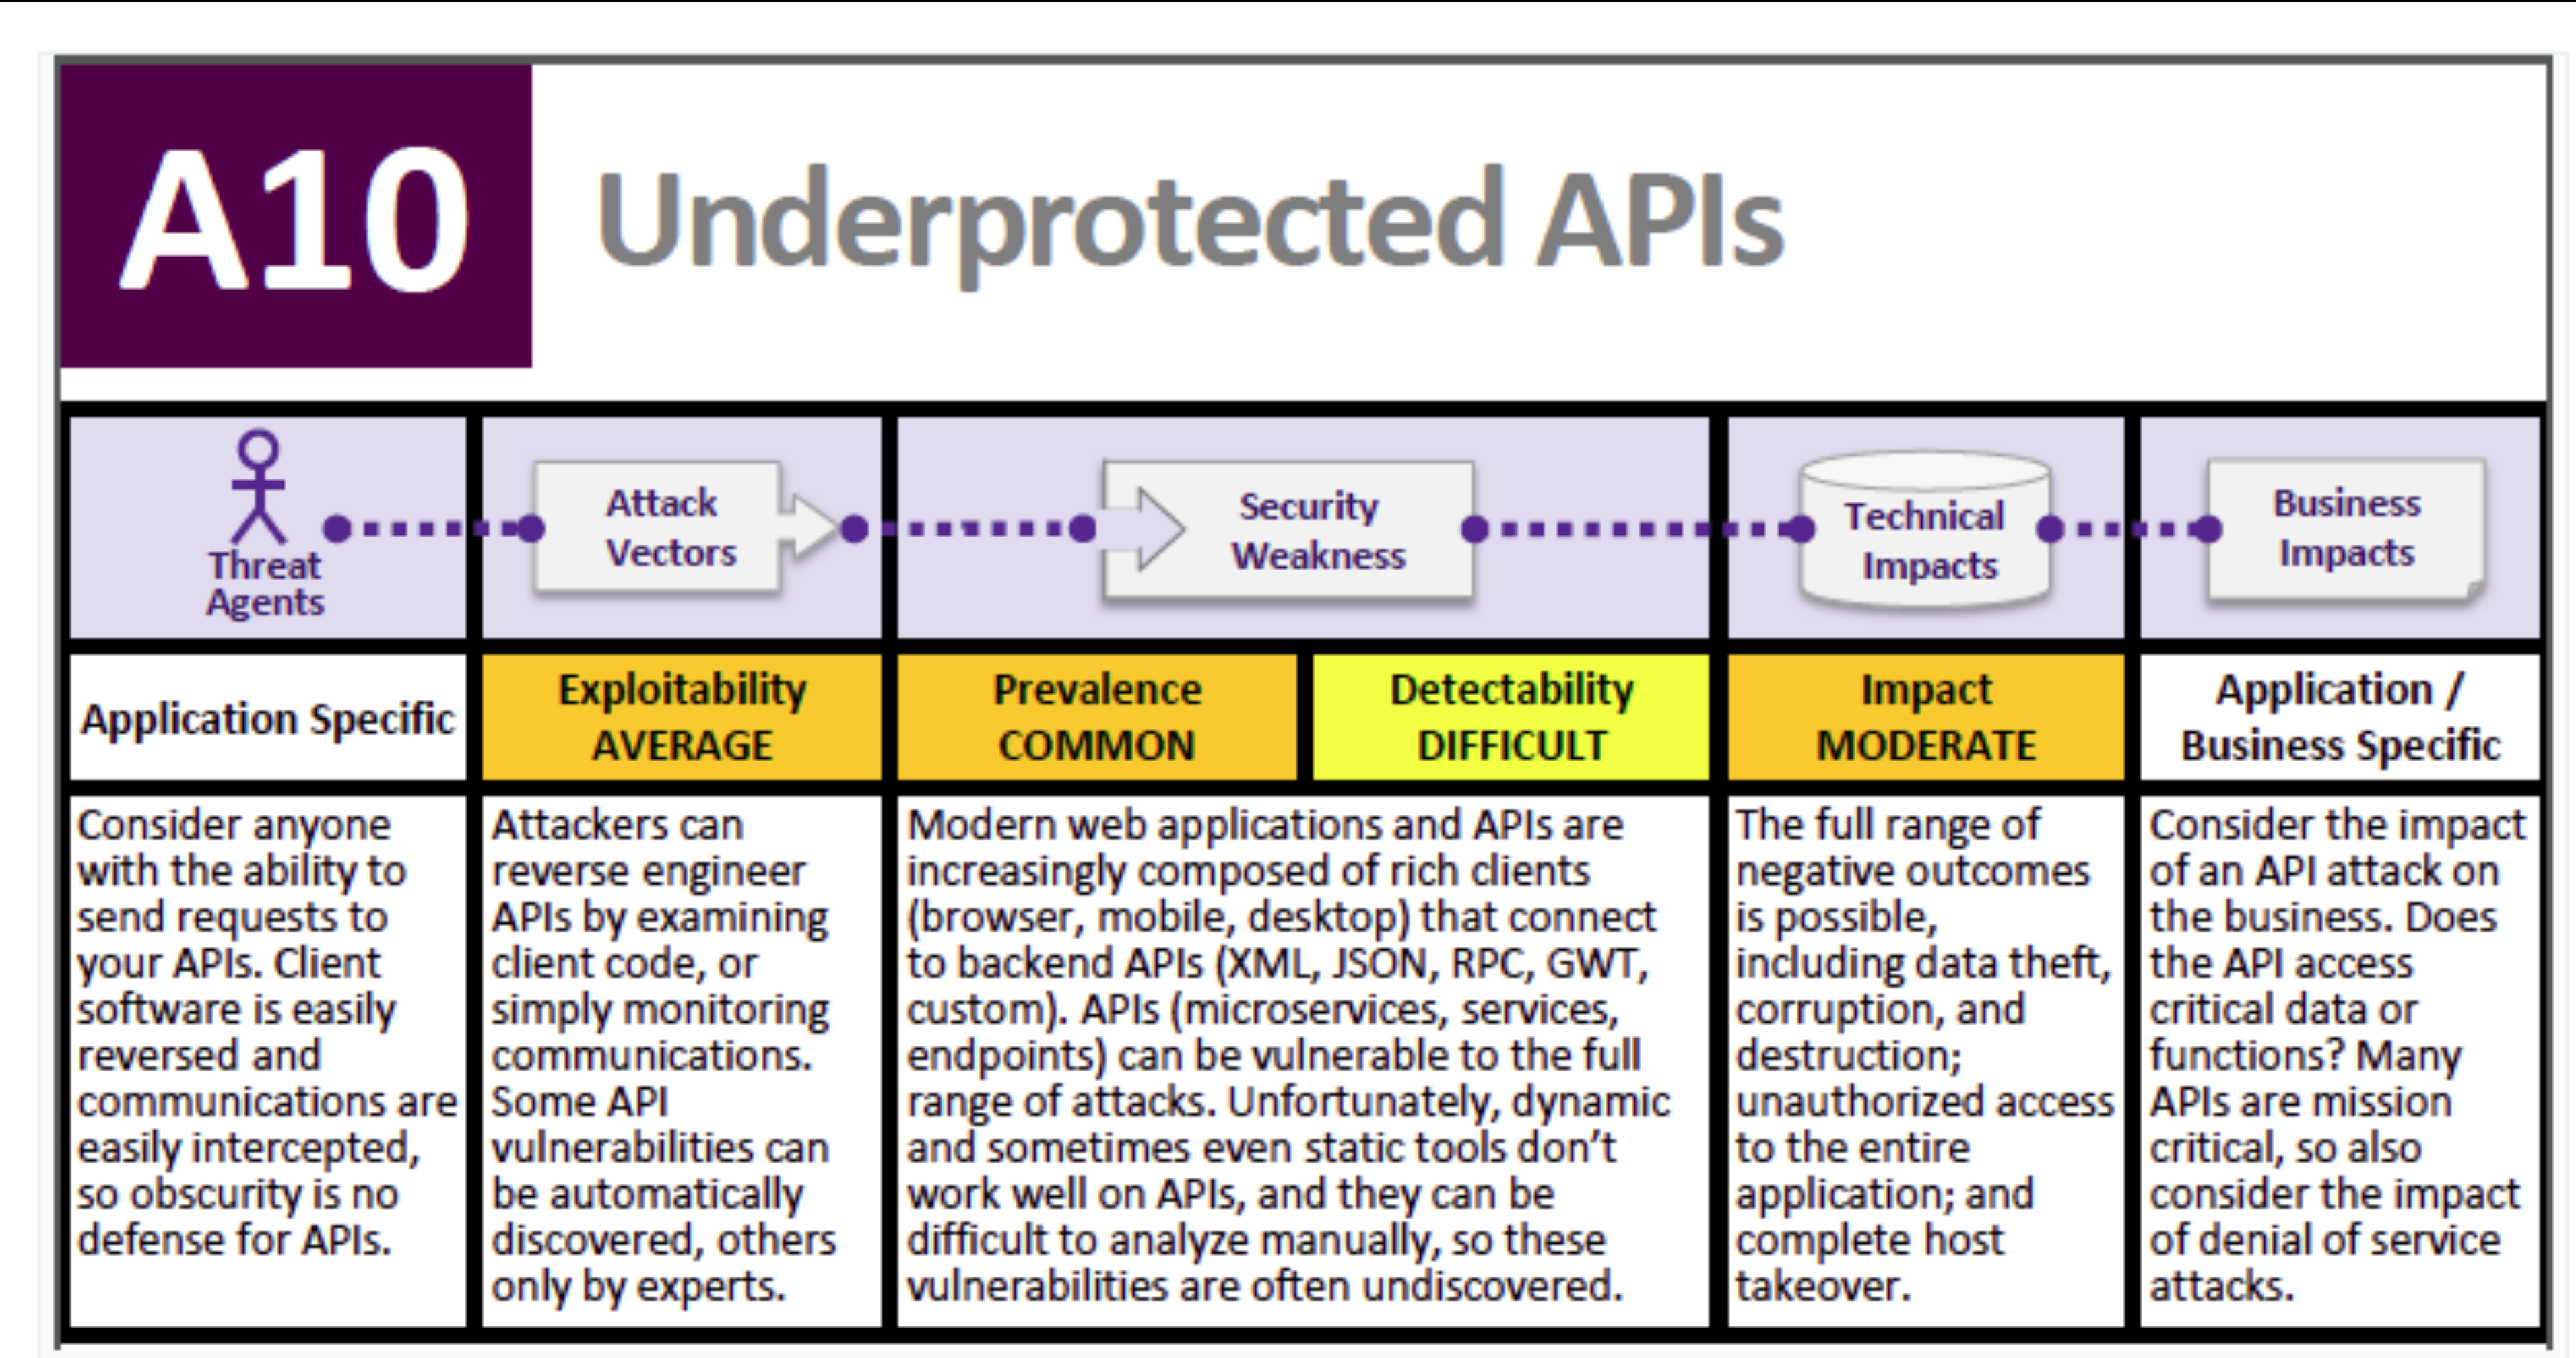 A10
Underprotected APIs
Threat
Agents
Attack
Vectors
Security
Weakness
Technical
Impacts
Business
Impacts
Application Specific
Exploitability
AVERAGE
Prevalence
COMMON
Detectability
DIFFICULT
Impact
MODERATE
Application /
Business Specific
Consider anyone
with the ability to
send requests to
your APIs. Client
software is easily
reversed and
communications are
easily intercepted,
so obscurity is no
defense for APIs.
Attackers can
reverse engineer
APIs by examining
client code, or
simply monitoring
communications.
Some API
vulnerabilities can
be automatically
discovered, others
only by experts.
Modern web applications and APIs are
increasingly composed of rich clients
(browser, mobile, desktop) that connect
to backend APIs (XML, JSON, RPC, GWT,
custom). APIs (microservices, services,
endpoints) can be vulnerable to the full
range of attacks. Unfortunately, dynamic
and sometimes even static tools don’t
work well on APIs, and they can be
difficult to analyze manually, so these
vulnerabilities are often undiscovered.
The full range of
negative outcomes
is possible,
including data theft,
corruption, and
destruction;
unauthorized access
to the entire
application; and
complete host
takeover.
Consider the impact
of an API attack on
the business. Does
the API access
critical data or
functions? Many
APIs are mission
critical, so also
consider the impact
of denial of service
attacks.